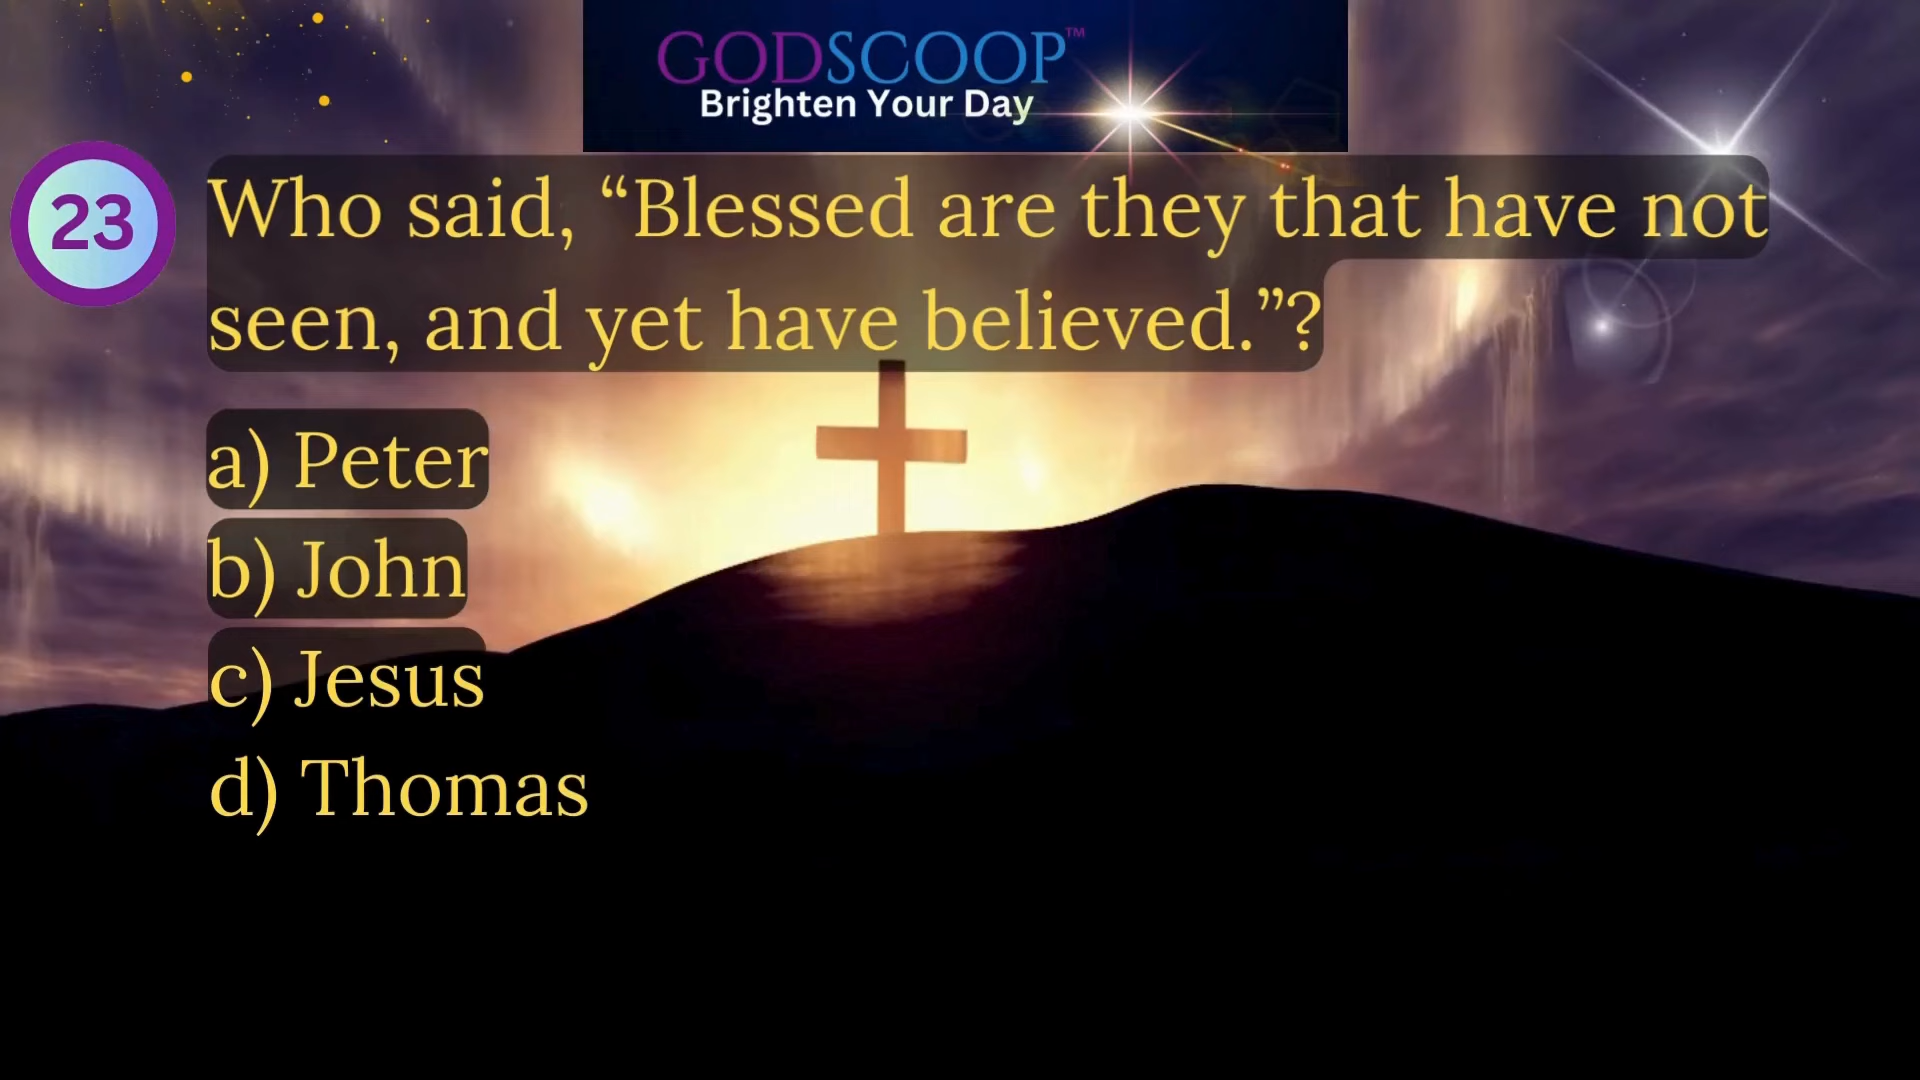 GODSCOOP™
Brighten Your Day
23
Who said, “Blessed are they that have not
seen, and yet have believed.”?
a) Peter
b) John
c) Jesus
d) Thomas